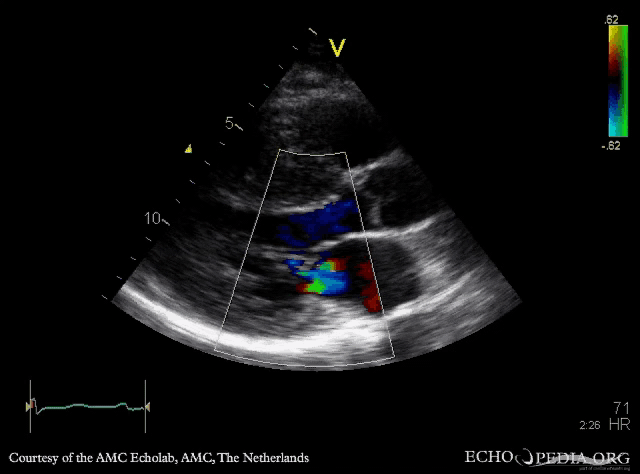 .62
V
5
10
-.62
71
2:26 HR
Courtesy of the AMC Echolab, AMC, The Netherlands
ECHOPEDIA.ORG